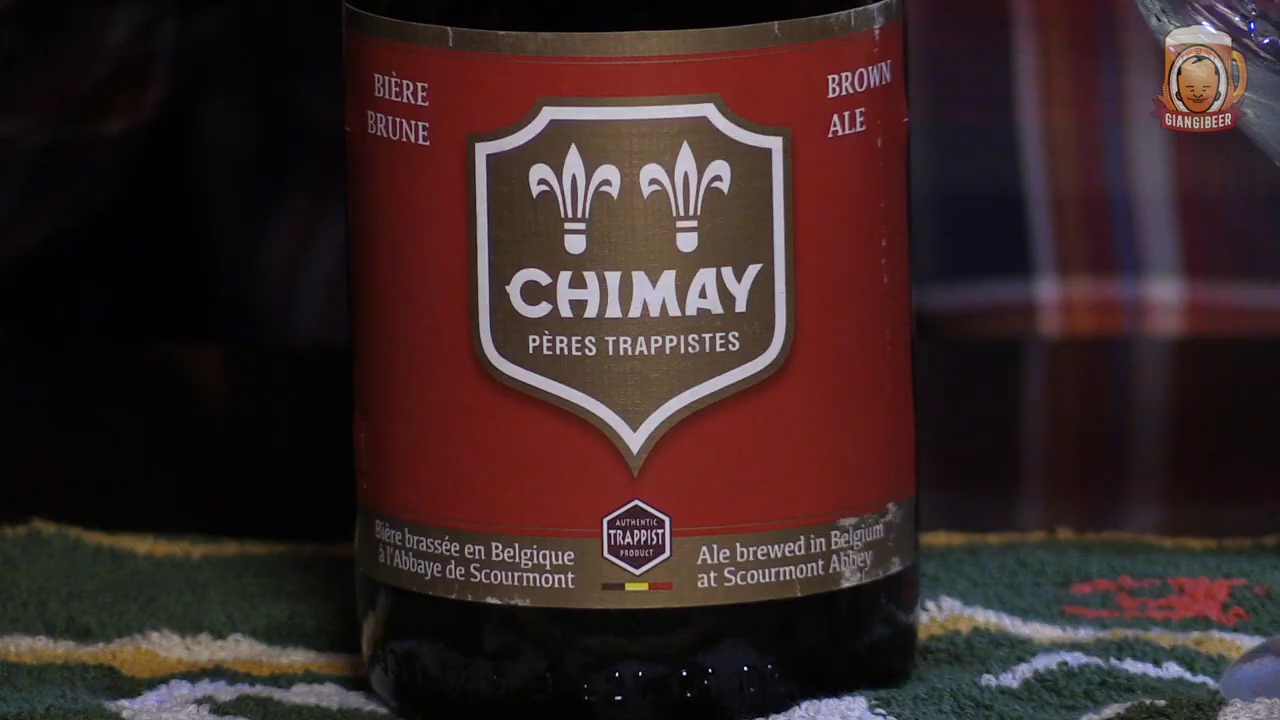 BIÈRE
BRUNE
BROWN
ALE
GIANGIBEER
CHIMAY
PÈRES TRAPPISTES
AUTHENTIC
TRAPPIST
PRODUCT
Bière brassée en Belgique
à l'Abbaye de Scourmont
Ale brewed in Belgium
at Scourmont Abbey